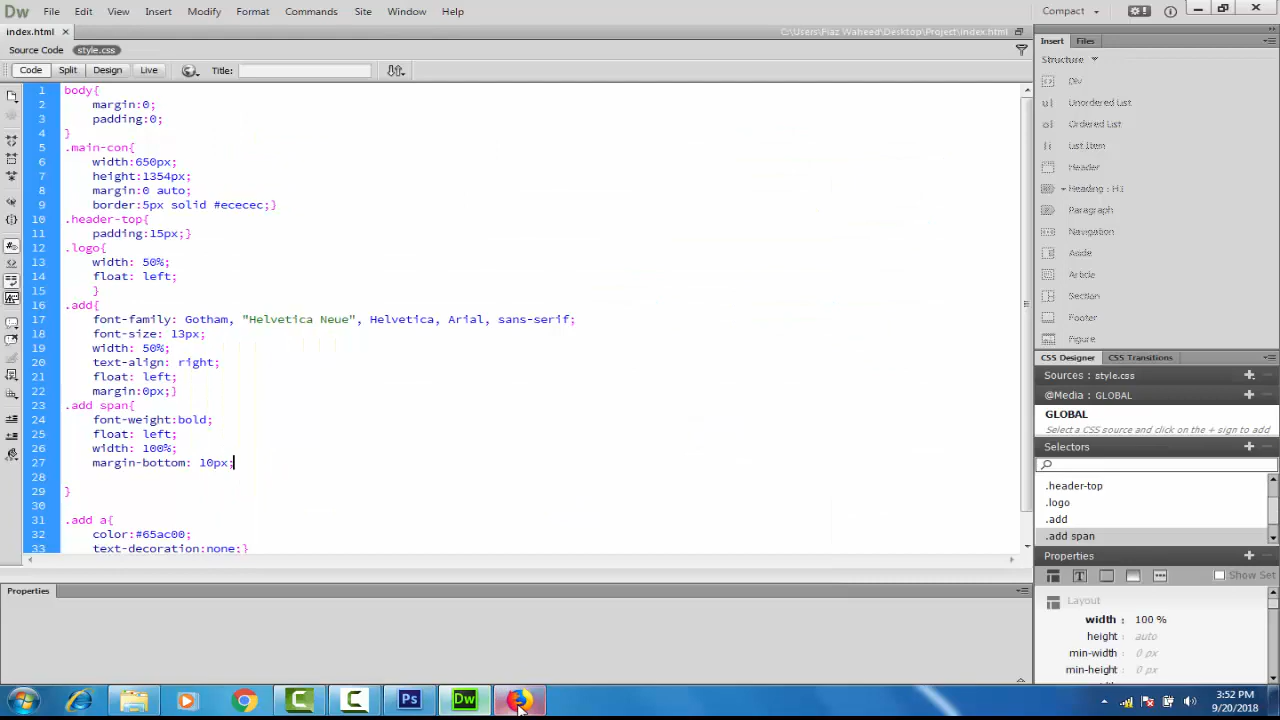 Dw File Edit View Insert Modify Format Commands Site Window Help Compact
index.html × C:\Users\Fiaz Waheed\Desktop\Project\index.html
Source Code style.css
Code Split Design Live Title:
1 body{
2 margin:0;
3 padding:0;
4 }
5 .main-con{
6 width:650px;
7 height:1354px;
8 margin:0 auto;
9 border:5px solid #ececec;}
10 .header-top{
11 padding:15px;}
12 .logo{
13 width: 50%;
14 float: left;
15 }
16 .add{
17 font-family: Gotham, "Helvetica Neue", Helvetica, Arial, sans-serif;
18 font-size: 13px;
19 width: 50%;
20 text-align: right;
21 float: left;
22 margin:0px;}
23 .add span{
24 font-weight:bold;
25 float: left;
26 width: 100%;
27 margin-bottom: 10px;
28
29 }
30
31 .add a{
32 color:#65ac00;
33 text-decoration:none;}
Properties
Insert Files
Structure
Div
Unordered List
Ordered List
List Item
Header
Heading : H1
Paragraph
Navigation
Aside
Article
Section
Footer
Figure
CSS Designer CSS Transitions
Sources : style.css
@Media : GLOBAL
GLOBAL
Select a CSS source and click on the + sign to add
Selectors
.header-top
.logo
.add
.add span
Properties
T Show Set
Layout
width : 100 %
height : auto
min-width : 0 px
min-height : 0 px
Ps Dw
3:52 PM
9/20/2018